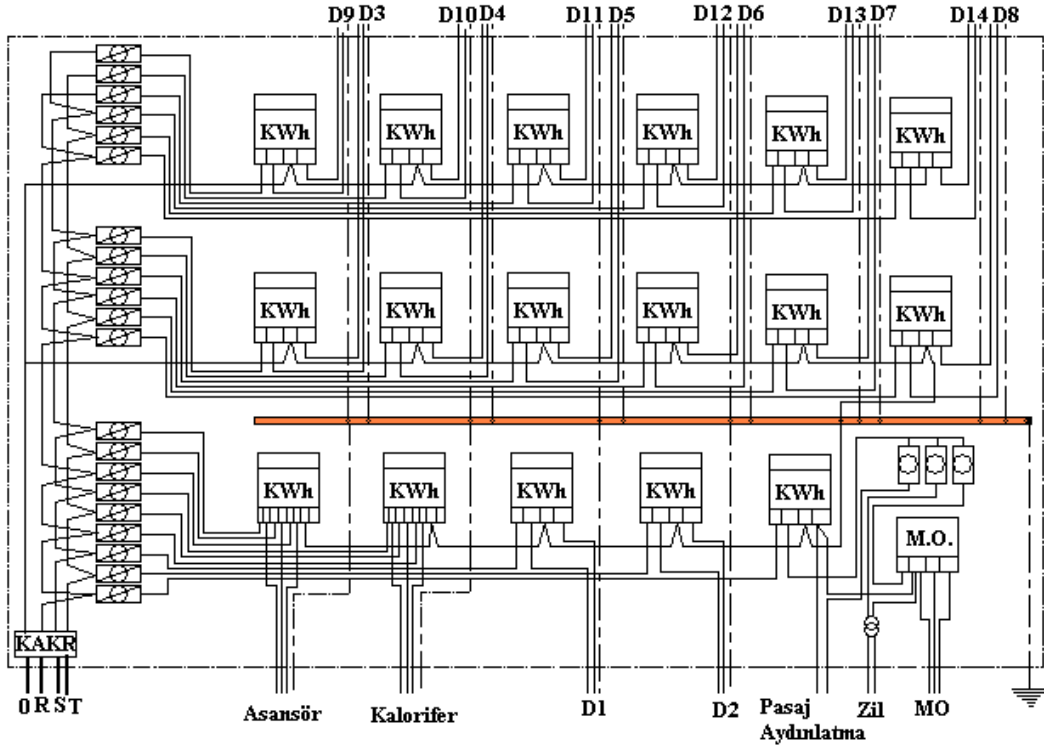 D9 D3 D10 D4 D11 D5 D12 D6 D13 D7 D14 D8
KWh KWh KWh KWh KWh KWh
KWh KWh KWh KWh KWh KWh
KWh KWh KWh KWh KWh M.O.
KAKR
0 R S T
Asansör Kalorifer D1 D2 Pasaj Zil MO
Aydınlatma